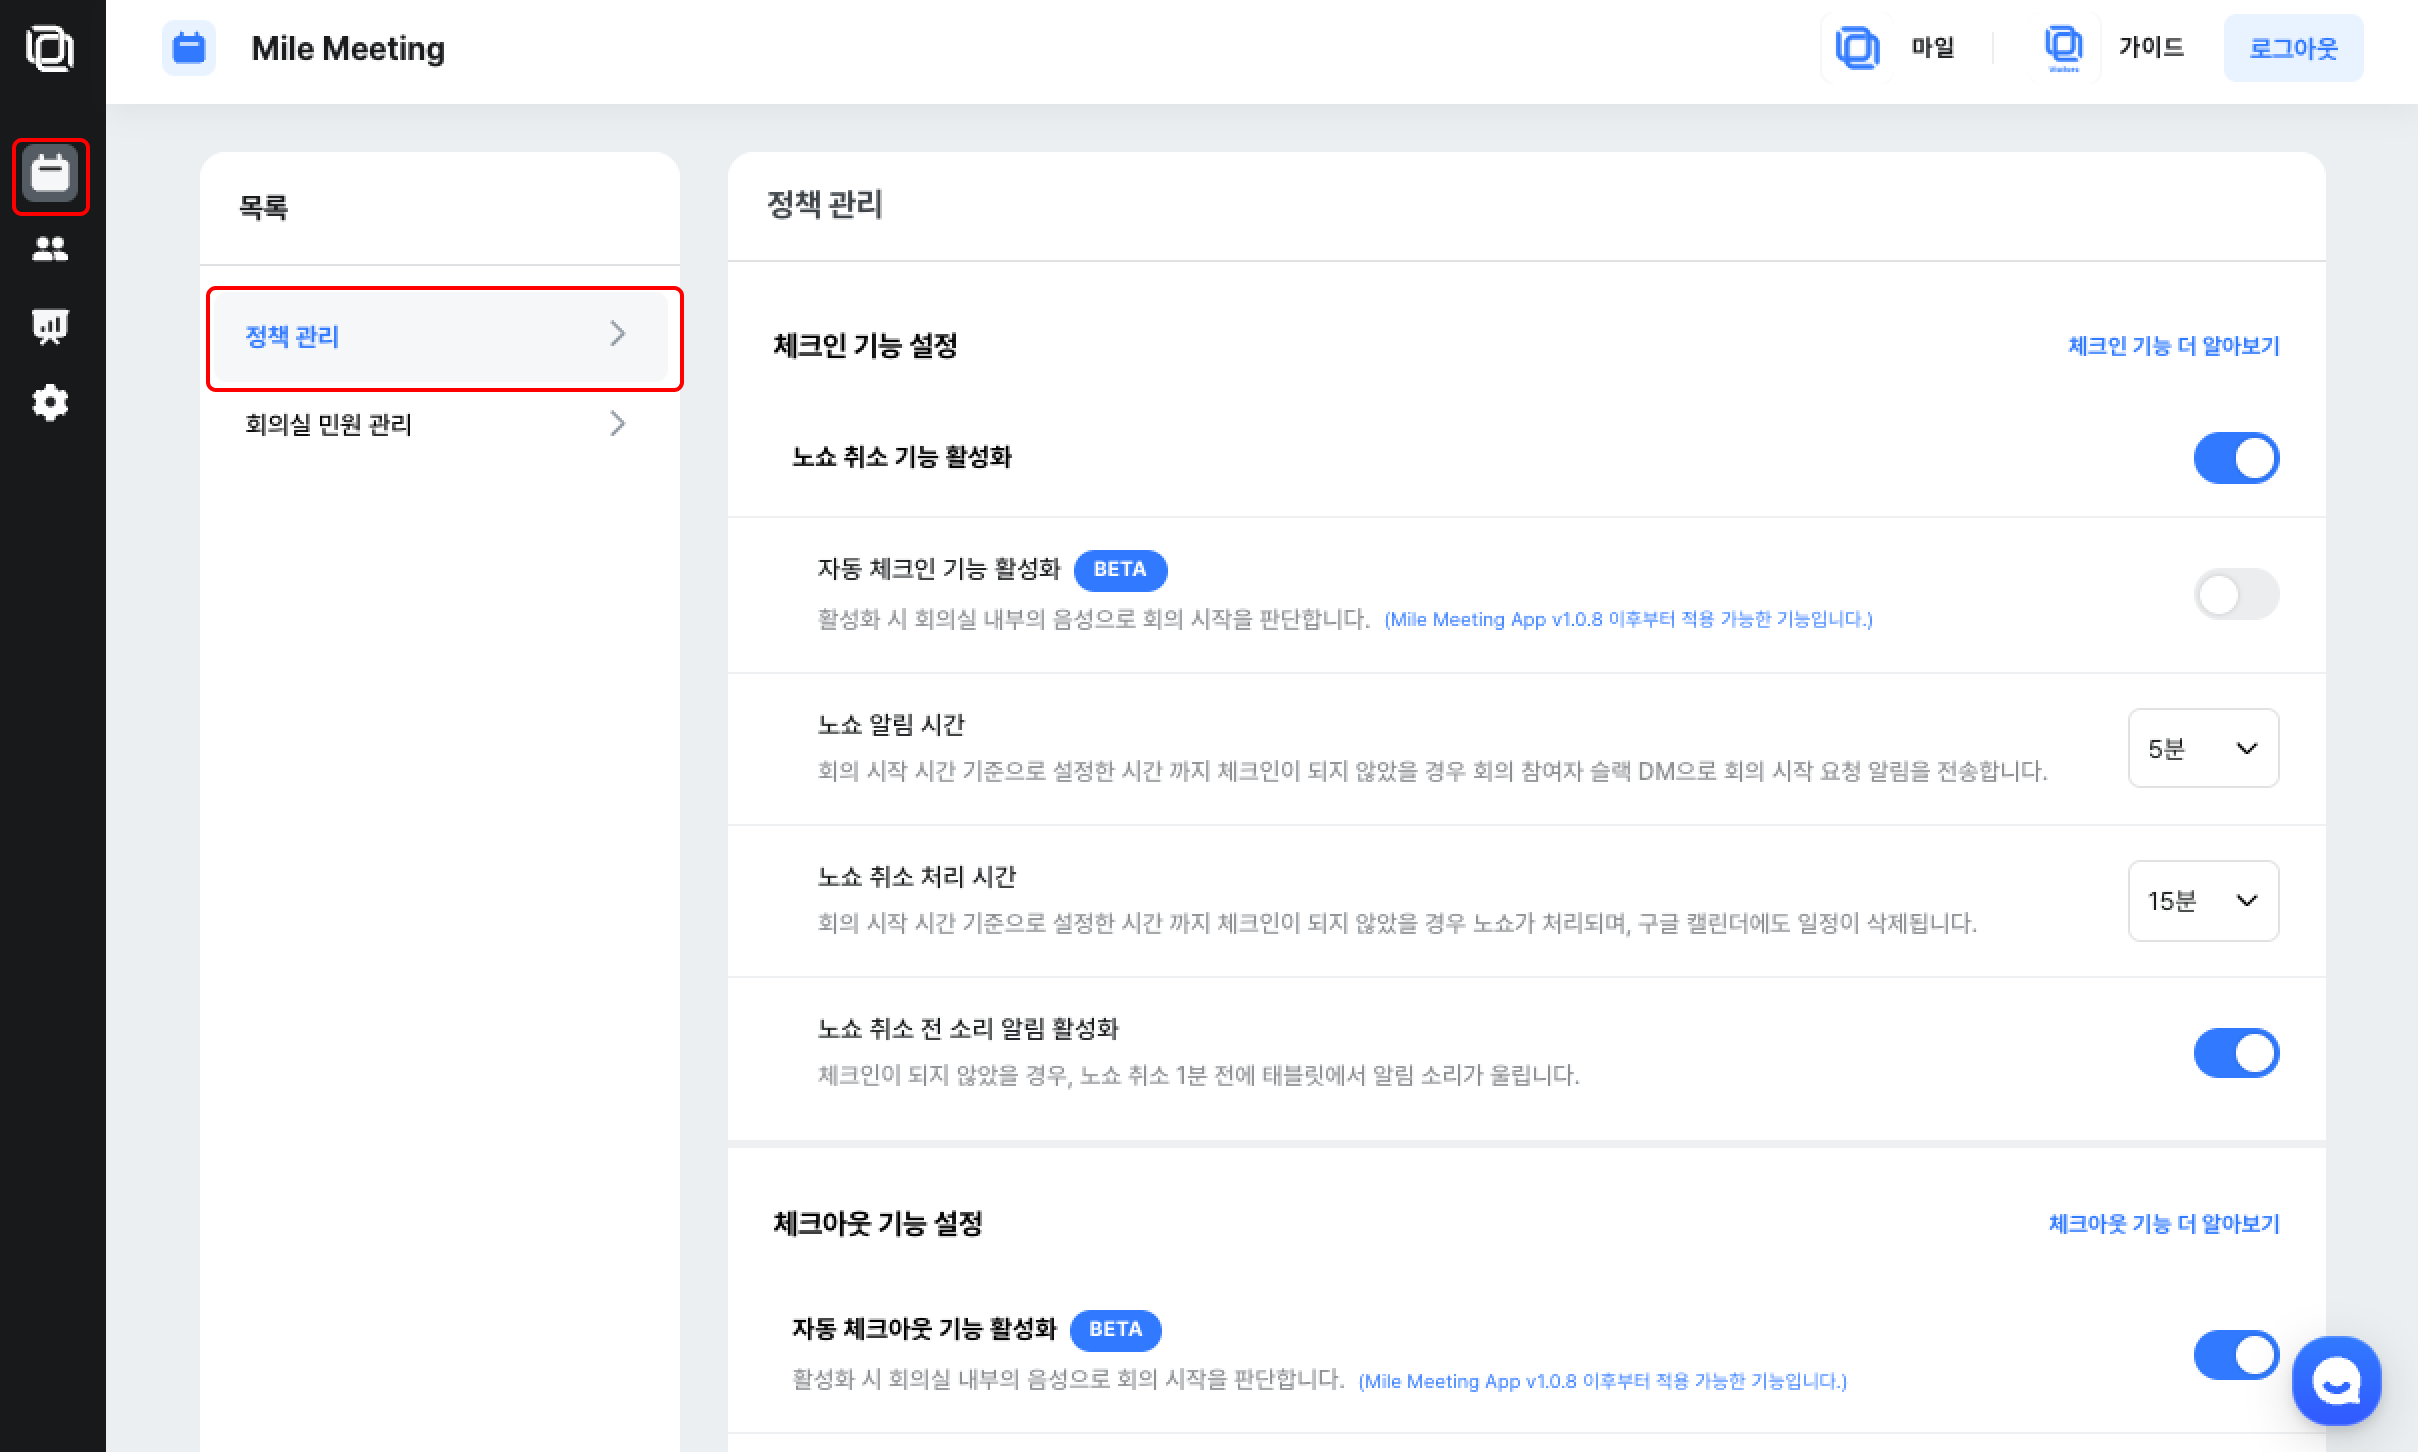 Mile Meeting
마일
가이드
로그아웃
목록
정책 관리
회의실 민원 관리
정책 관리
체크인 기능 설정
체크인 기능 더 알아보기
노쇼 취소 기능 활성화
자동 체크인 기능 활성화 BETA
활성화 시 회의실 내부의 음성으로 회의 시작을 판단합니다. (Mile Meeting App v1.0.8 이후부터 적용 가능한 기능입니다.)
노쇼 알림 시간
회의 시작 시간 기준으로 설정한 시간 까지 체크인이 되지 않았을 경우 회의 참여자 슬랙 DM으로 회의 시작 요청 알림을 전송합니다.
5분
노쇼 취소 처리 시간
회의 시작 시간 기준으로 설정한 시간 까지 체크인이 되지 않았을 경우 노쇼가 처리되며, 구글 캘린더에도 일정이 삭제됩니다.
15분
노쇼 취소 전 소리 알림 활성화
체크인이 되지 않았을 경우, 노쇼 취소 1분 전에 태블릿에서 알림 소리가 울립니다.
체크아웃 기능 설정
체크아웃 기능 더 알아보기
자동 체크아웃 기능 활성화 BETA
활성화 시 회의실 내부의 음성으로 회의 시작을 판단합니다. (Mile Meeting App v1.0.8 이후부터 적용 가능한 기능입니다.)